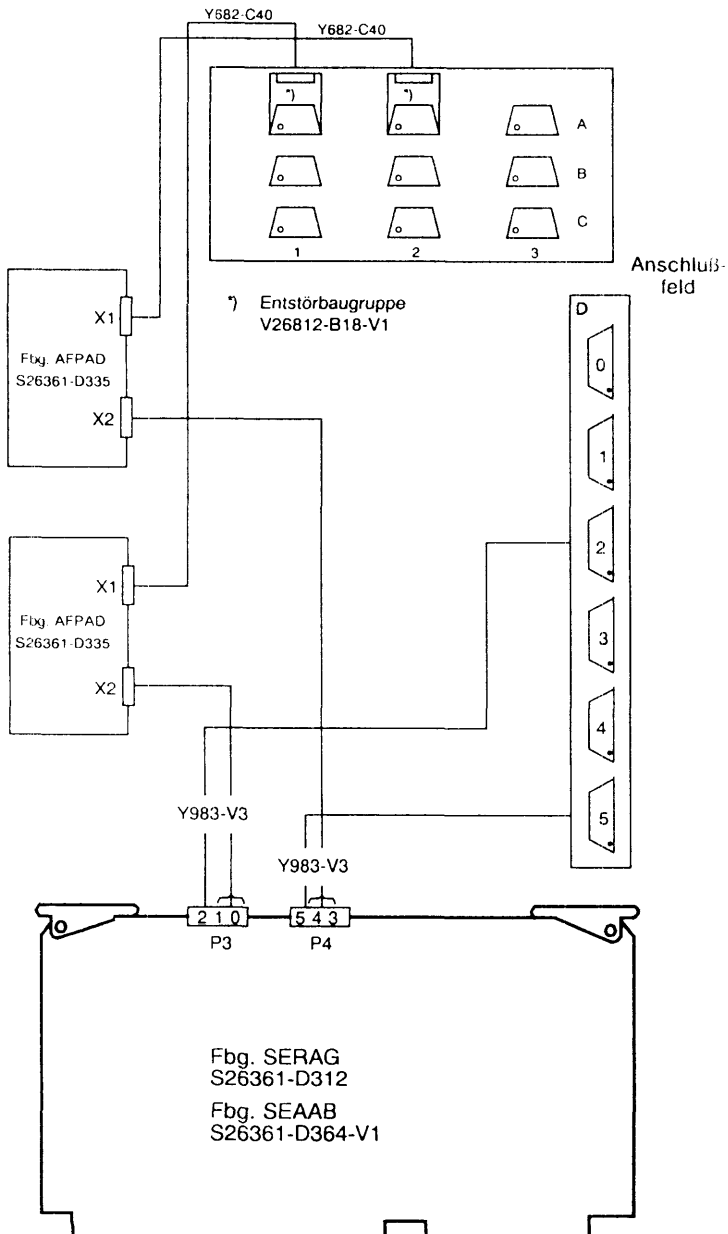 Y682-C40
Y682-C40
*)
*)
A
B
C
1
2
3
Anschluß-
feld
*) Entstörbaugruppe
V26812-B18-V1
X1
Fbg. AFPAD
S26361-D335
X2
X1
Fbg. AFPAD
S26361-D335
X2
D
0
1
2
3
4
5
Y983-V3
Y983-V3
2 1 0
5 4 3
P3
P4
Fbg. SERAG
S26361-D312
Fbg. SEAAB
S26361-D364-V1